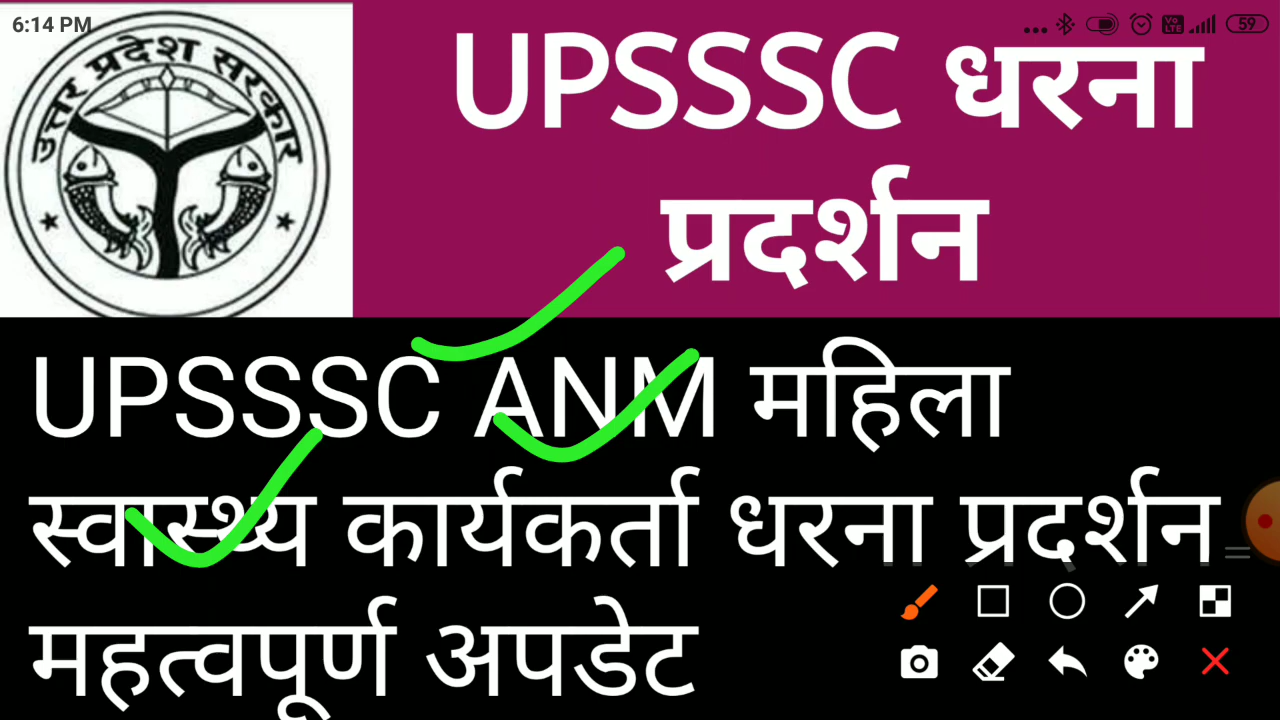 6:14 PM
59
उत्तर प्रदेश सरकार
UPSSSC धरना
प्रदर्शन
UPSSSC ANM महिला
स्वास्थ्य कार्यकर्ता धरना प्रदर्शन
महत्वपूर्ण अपडेट